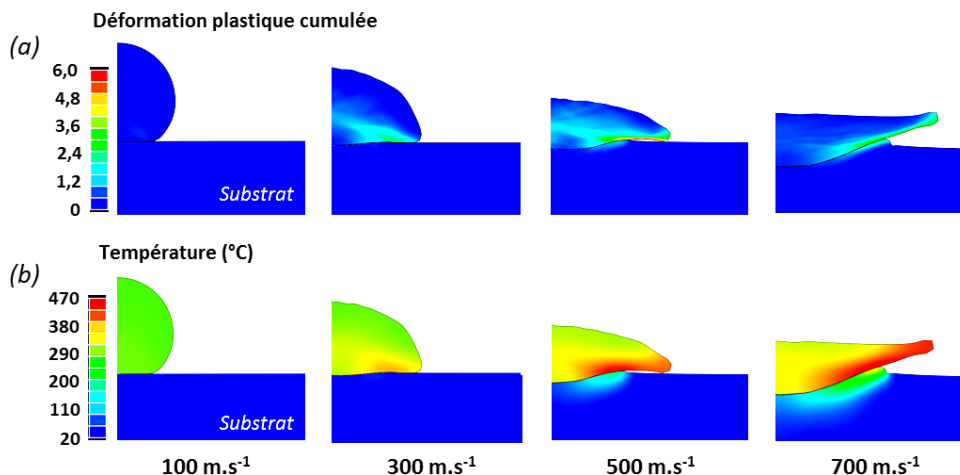 Déformation plastique cumulée
(a)
6,0
4,8
3,6
2,4
1,2
0
Substrat
Température (°C)
(b)
470
380
290
200
110
20
Substrat
100 m.s⁻¹
300 m.s⁻¹
500 m.s⁻¹
700 m.s⁻¹